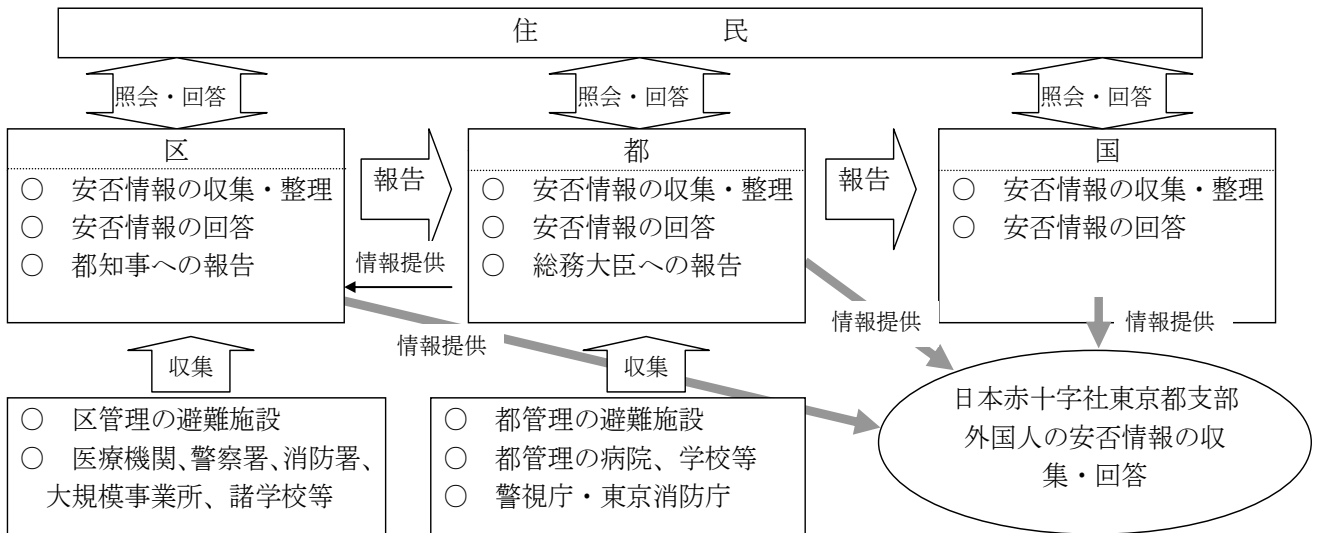 住　　　　民
照会・回答
照会・回答
照会・回答
区
○　安否情報の収集・整理
○　安否情報の回答
○　都知事への報告
報告
都
○　安否情報の収集・整理
○　安否情報の回答
○　総務大臣への報告
報告
国
○　安否情報の収集・整理
○　安否情報の回答
情報提供
情報提供
情報提供
情報提供
収集
収集
○　区管理の避難施設
○　医療機関、警察署、消防署、
大規模事業所、諸学校等
○　都管理の避難施設
○　都管理の病院、学校等
○　警視庁・東京消防庁
日本赤十字社東京都支部
外国人の安否情報の収
集・回答